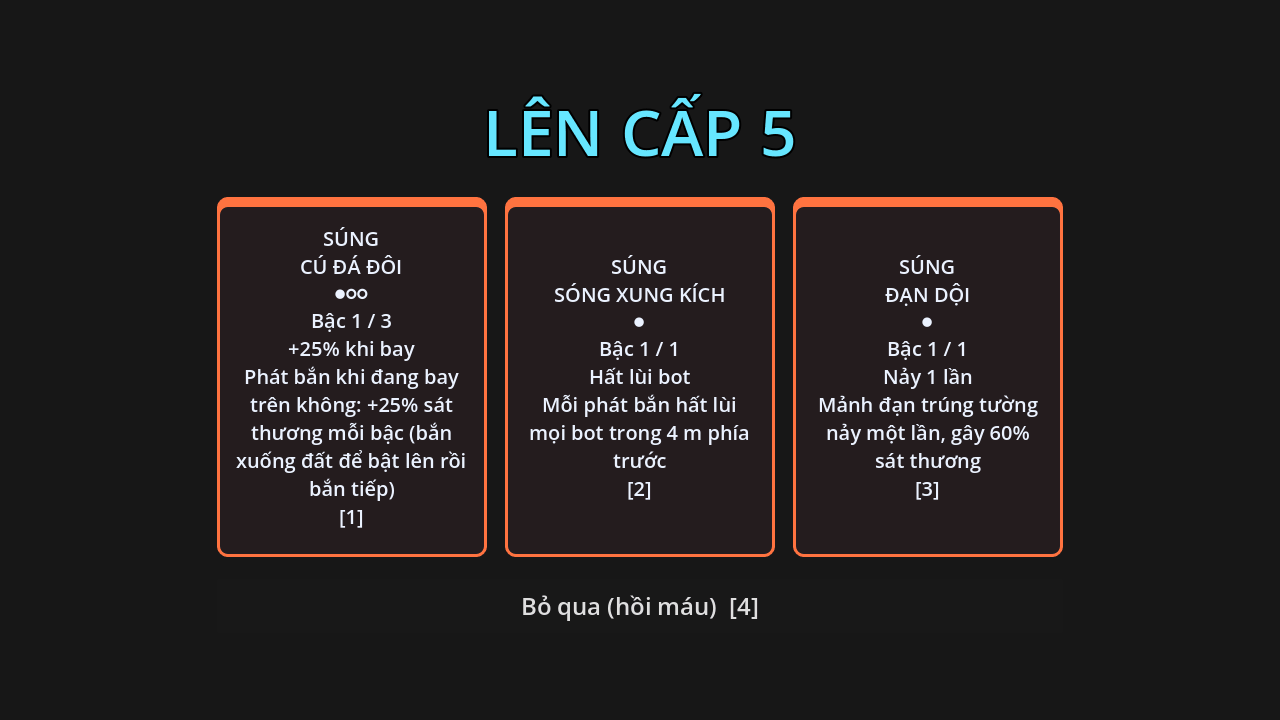 LÊN CẤP 5
SÚNG
CÚ ĐÁ ĐÔI
●○○
Bậc 1 / 3
+25% khi bay
Phát bắn khi đang bay
trên không: +25% sát
thương mỗi bậc (bắn
xuống đất để bật lên rồi
bắn tiếp)
[1]
SÚNG
SÓNG XUNG KÍCH
●
Bậc 1 / 1
Hất lùi bot
Mỗi phát bắn hất lùi
mọi bot trong 4 m phía
trước
[2]
SÚNG
ĐẠN DỘI
●
Bậc 1 / 1
Nảy 1 lần
Mảnh đạn trúng tường
nảy một lần, gây 60%
sát thương
[3]
Bỏ qua (hồi máu) [4]